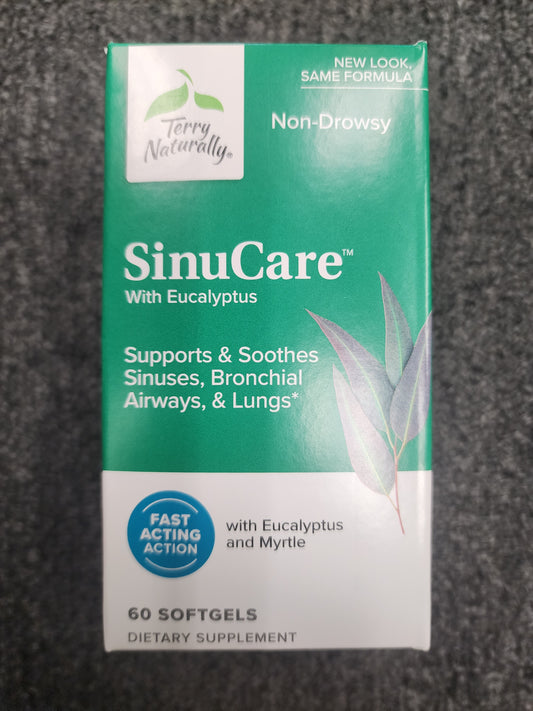 NEW LOOK,
SAME FORMULA
Terry
Naturally®
Non-Drowsy
SinuCare™
With Eucalyptus
Supports & Soothes
Sinuses, Bronchial
Airways, & Lungs*
FAST
ACTING
ACTION
with Eucalyptus
and Myrtle
60 SOFTGELS
DIETARY SUPPLEMENT